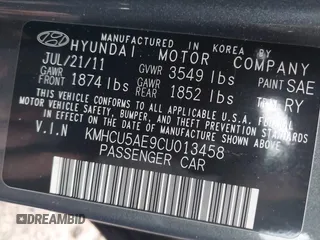 MANUFACTURED IN KOREA BY
HYUNDAI MOTOR COMPANY
JUL/21/11 GVWR 3549 lbs PAINT SAE
GAWR FRONT 1874 lbs GAWR REAR 1852 lbs TRIM RY
THIS VEHICLE CONFORMS TO ALL APPLICABLE U.S. FEDERAL
MOTOR VEHICLE SAFETY, BUMPER, AND THEFT PREVENTION
STANDARDS IN EFFECT ON THE DATE OF MANUFACTURE SHOWN ABOVE.
V.I.N KMHCU5AE9CU013458
PASSENGER CAR
DREAMBID